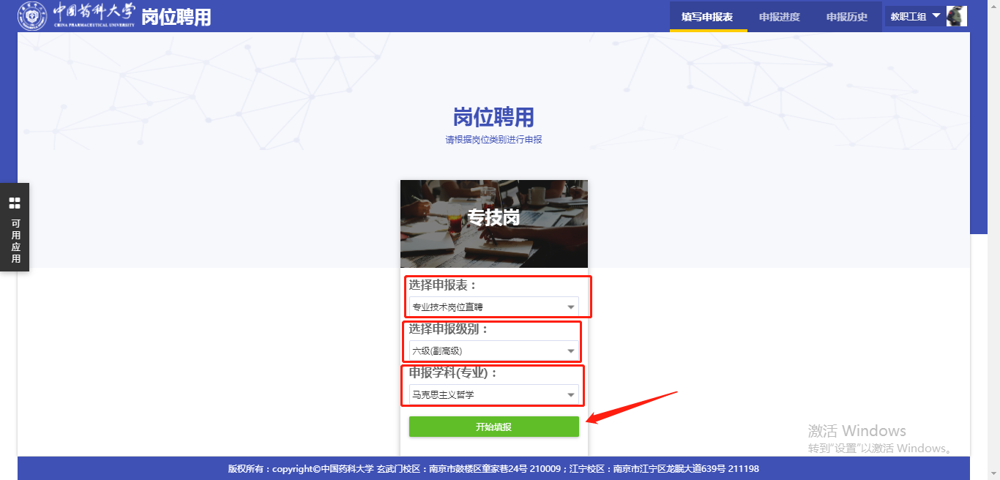 中国药科大学 岗位聘用
CHINA PHARMACEUTICAL UNIVERSITY
填写申报表 申报进度 申报历史 教职工组
岗位聘用
请根据岗位类别进行申报
可用应用
专技岗
选择申报表：
专业技术岗位直聘
选择申报级别：
六级(副高级)
申报学科(专业)：
马克思主义哲学
开始填报
激活 Windows
转到"设置"以激活 Windows。
版权所有：copyright©中国药科大学 玄武门校区：南京市鼓楼区童家巷24号 210009；江宁校区：南京市江宁区龙眠大道639号 211198